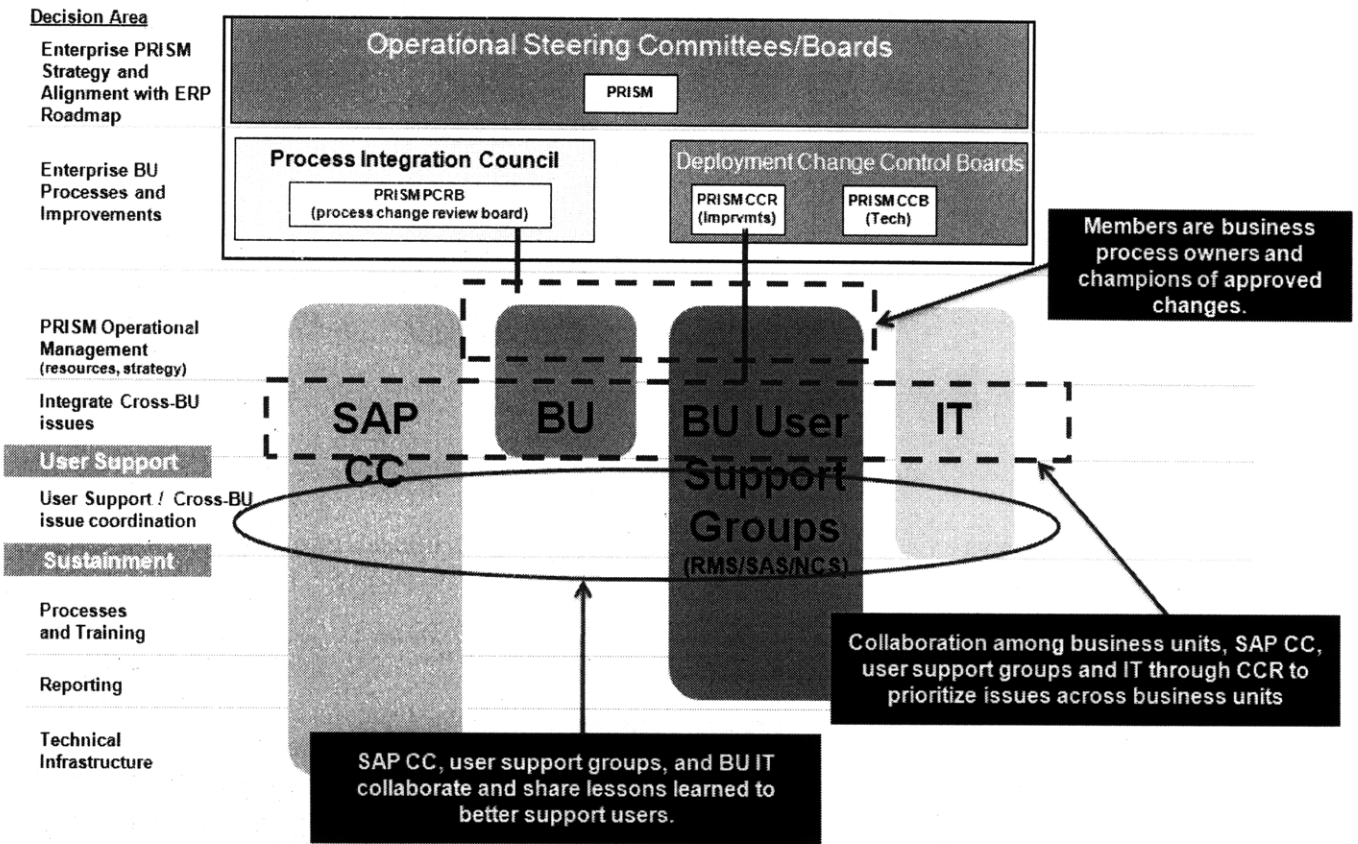 Decision Area
Enterprise PRISM
Strategy and
Alignment with ERP
Roadmap
Operational Steering Committees/Boards
PRISM
Enterprise BU
Processes and
Improvements
Process Integration Council
PRISM PCRB
(process change review board)
Deployment Change Control Boards
PRISM CCR
(Imprvmts)
PRISM CCB
(Tech)
Members are business
process owners and
champions of approved
changes.
PRISM Operational
Management
(resources, strategy)
Integrate Cross-BU
issues
User Support
User Support / Cross-BU
issue coordination
Sustainment
Processes
and Training
Reporting
Technical
Infrastructure
SAP
CC
BU
BU User
Support
Groups
(RMS/SAS/NCS)
IT
Collaboration among business units, SAP CC,
user support groups and IT through CCR to
prioritize issues across business units
SAP CC, user support groups, and BU IT
collaborate and share lessons learned to
better support users.